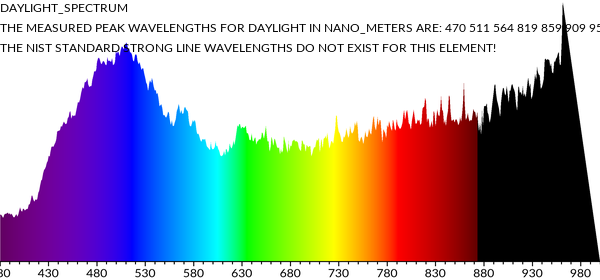 DAYLIGHT_SPECTRUM
THE MEASURED PEAK WAVELENGTHS FOR DAYLIGHT IN NANO_METERS ARE: 470 511 564 819 859 909 95
THE NIST STANDARD STRONG LINE WAVELENGTHS DO NOT EXIST FOR THIS ELEMENT!
80 430 480 530 580 630 680 730 780 830 880 930 980